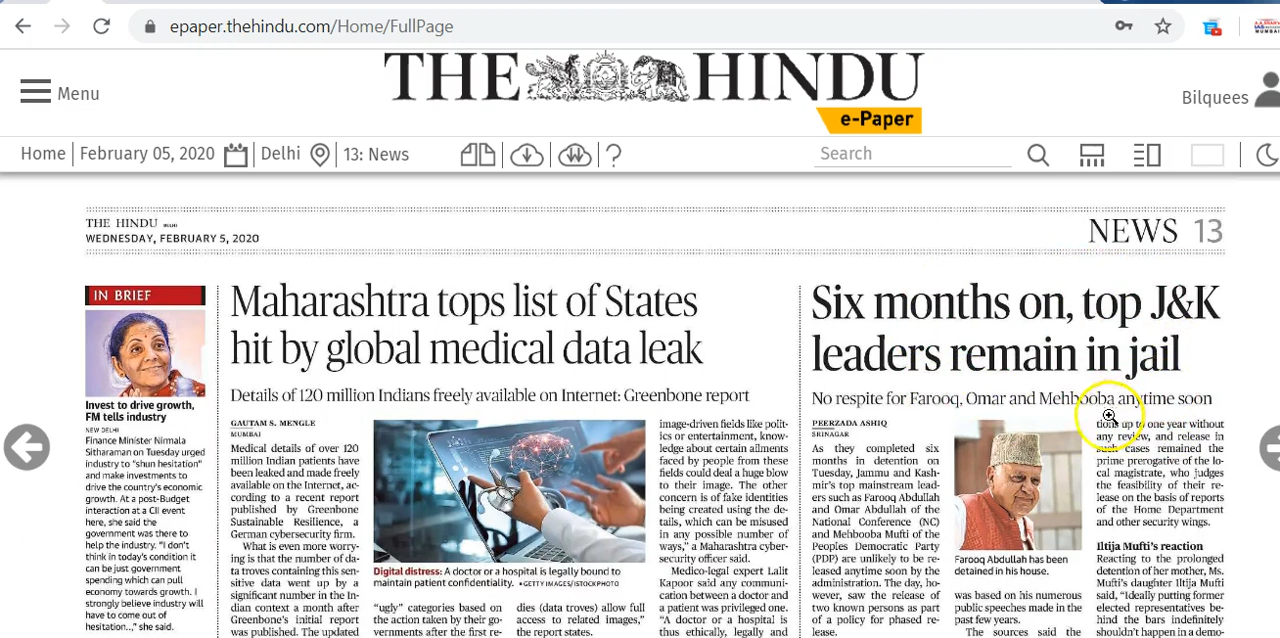 epaper.thehindu.com/Home/FullPage
Menu
THE HINDU
e-Paper
Bilquees
Home
February 05, 2020
Delhi
13: News
Search
THE HINDU
WEDNESDAY, FEBRUARY 5, 2020
NEWS 13
IN BRIEF
Invest to drive growth,
FM tells industry
NEW DELHI
Finance Minister Nirmala
Sitharaman on Tuesday urged
industry to "shun hesitation"
and make investments to
drive the country's economic
growth. At a post-Budget
interaction at a CII event
here, she said the
government was there to
help the industry. "I don't
think in today's condition it
can be just government
spending which can pull
economy towards growth. I
strongly believe industry will
have to come out of
hesitation..," she said.
Maharashtra tops list of States
hit by global medical data leak
Details of 120 million Indians freely available on Internet: Greenbone report
GAUTAM S. MENGLE
MUMBAI
Medical details of over 120
million Indian patients have
been leaked and made freely
available on the Internet, ac-
cording to a recent report
published by Greenbone
Sustainable Resilience, a
German cybersecurity firm.
What is even more worry-
ing is that the number of da-
ta troves containing this sen-
sitive data went up by a
significant number in the In-
dian context a month after
Greenbone's initial report
was published. The updated
Digital distress: A doctor or a hospital is legally bound to
maintain patient confidentiality. •GETTY IMAGES/ISTOCKPHOTO
"ugly" categories based on
the action taken by their go-
vernments after the first re-
dies (data troves) allow full
access to related images,"
the report states.
image-driven fields like polit-
ics or entertainment, know-
ledge about certain ailments
faced by people from these
fields could deal a huge blow
to their image. The other
concern is of fake identities
being created using the de-
tails, which can be misused
in any possible number of
ways," a Maharashtra cyber-
security officer said.
Medico-legal expert Lalit
Kapoor said any communi-
cation between a doctor and
a patient was privileged one.
"A doctor or a hospital is
thus ethically, legally and
Six months on, top J&K
leaders remain in jail
No respite for Farooq, Omar and Mehbooba anytime soon
PEERZADA ASHIQ
SRINAGAR
As they completed six
months in detention on
Tuesday, Jammu and Kash-
mir's top mainstream lead-
ers such as Farooq Abdullah
and Omar Abdullah of the
National Conference (NC)
and Mehbooba Mufti of the
Peoples Democratic Party
(PDP) are unlikely to be re-
leased anytime soon by the
administration. The day, ho-
wever, saw the release of
two known persons as part
of a policy for phased re-
lease.
Farooq Abdullah has been
detained in his house.
was based on his numerous
public speeches made in the
past few years.
The sources said the
tions up to one year without
any review, and release in
such cases remained the
prime prerogative of the lo-
cal magistrate, who judges
the feasibility of their re-
lease on the basis of reports
of the Home Department
and other security wings.
Iltija Mufti's reaction
Reacting to the prolonged
detention of her mother, Ms.
Mufti's daughter Iltija Mufti
said, "Ideally putting former
elected representatives be-
hind the bars indefinitely
shouldn't happen in a